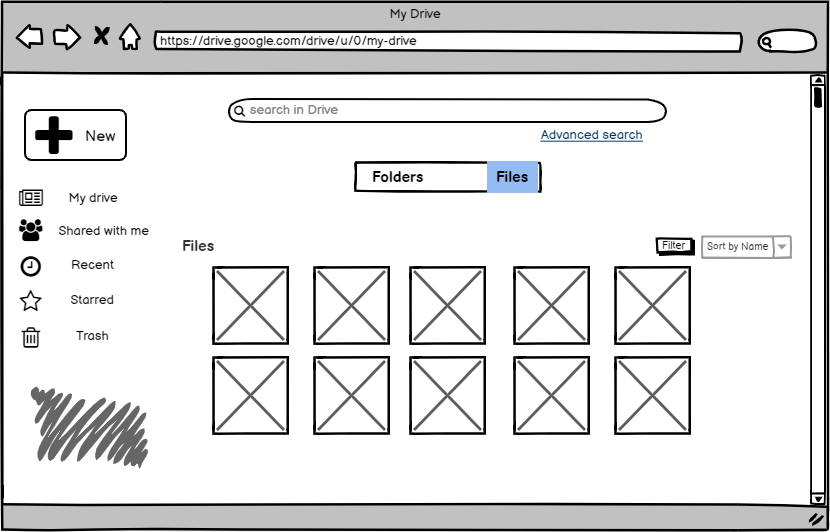 My Drive
https://drive.google.com/drive/u/0/my-drive
search in Drive
Advanced search
New
Folders
Files
My drive
Shared with me
Recent
Starred
Trash
Files
Filter
Sort by Name